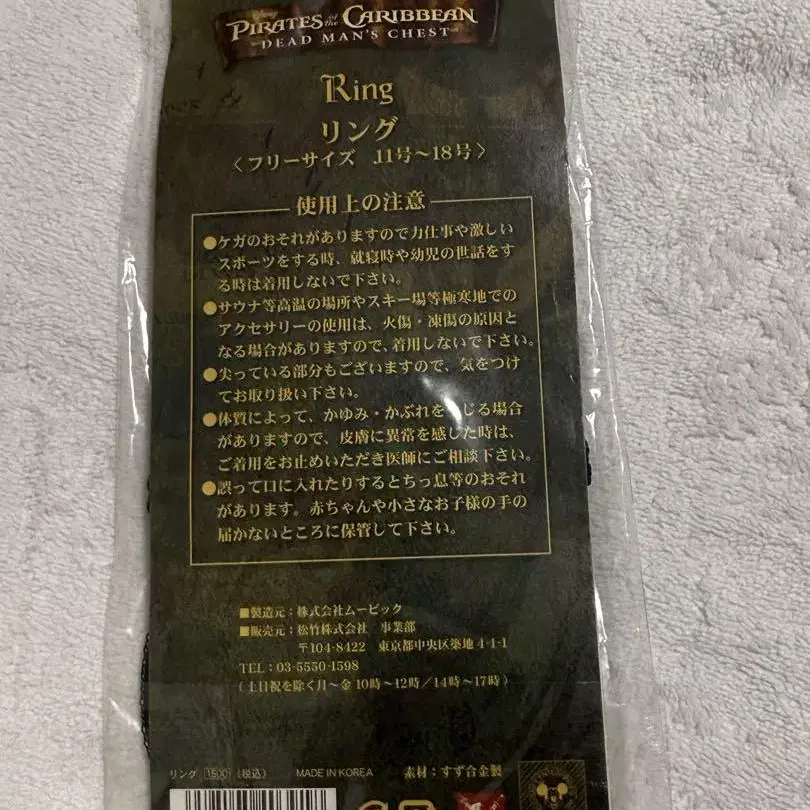 PIRATES of the CARIBBEAN
DEAD MAN'S CHEST
Ring
リング
〈フリーサイズ 11号～18号〉
使用上の注意
●ケガのおそれがありますので力仕事や激しい
スポーツをする時、就寝時や幼児の世話をす
る時は着用しないで下さい。
●サウナ等高温の場所やスキー場等極寒地での
アクセサリーの使用は、火傷・凍傷の原因と
なる場合がありますので、着用しないで下さい。
●尖っている部分もございますので、気をつけ
てお取り扱い下さい。
●体質によって、かゆみ・かぶれを じる場合
がありますので、皮膚に異常を感じた時は、
ご着用をお止めいただき医師にご相談下さい。
●誤って口に入れたりするとちっ息等のおそれ
があります。赤ちゃんや小さなお子様の手の
届かないところに保管して下さい。
■製造元：株式会社ムービック
■販売元：松竹株式会社 事業部
〒104-8422 東京都中央区築地 4-1-1
TEL：03-5550-1598
(土日祝を除く月～金 10時～12時／14時～17時)
リング 1500 (税込) MADE IN KOREA 素材：すず合金製